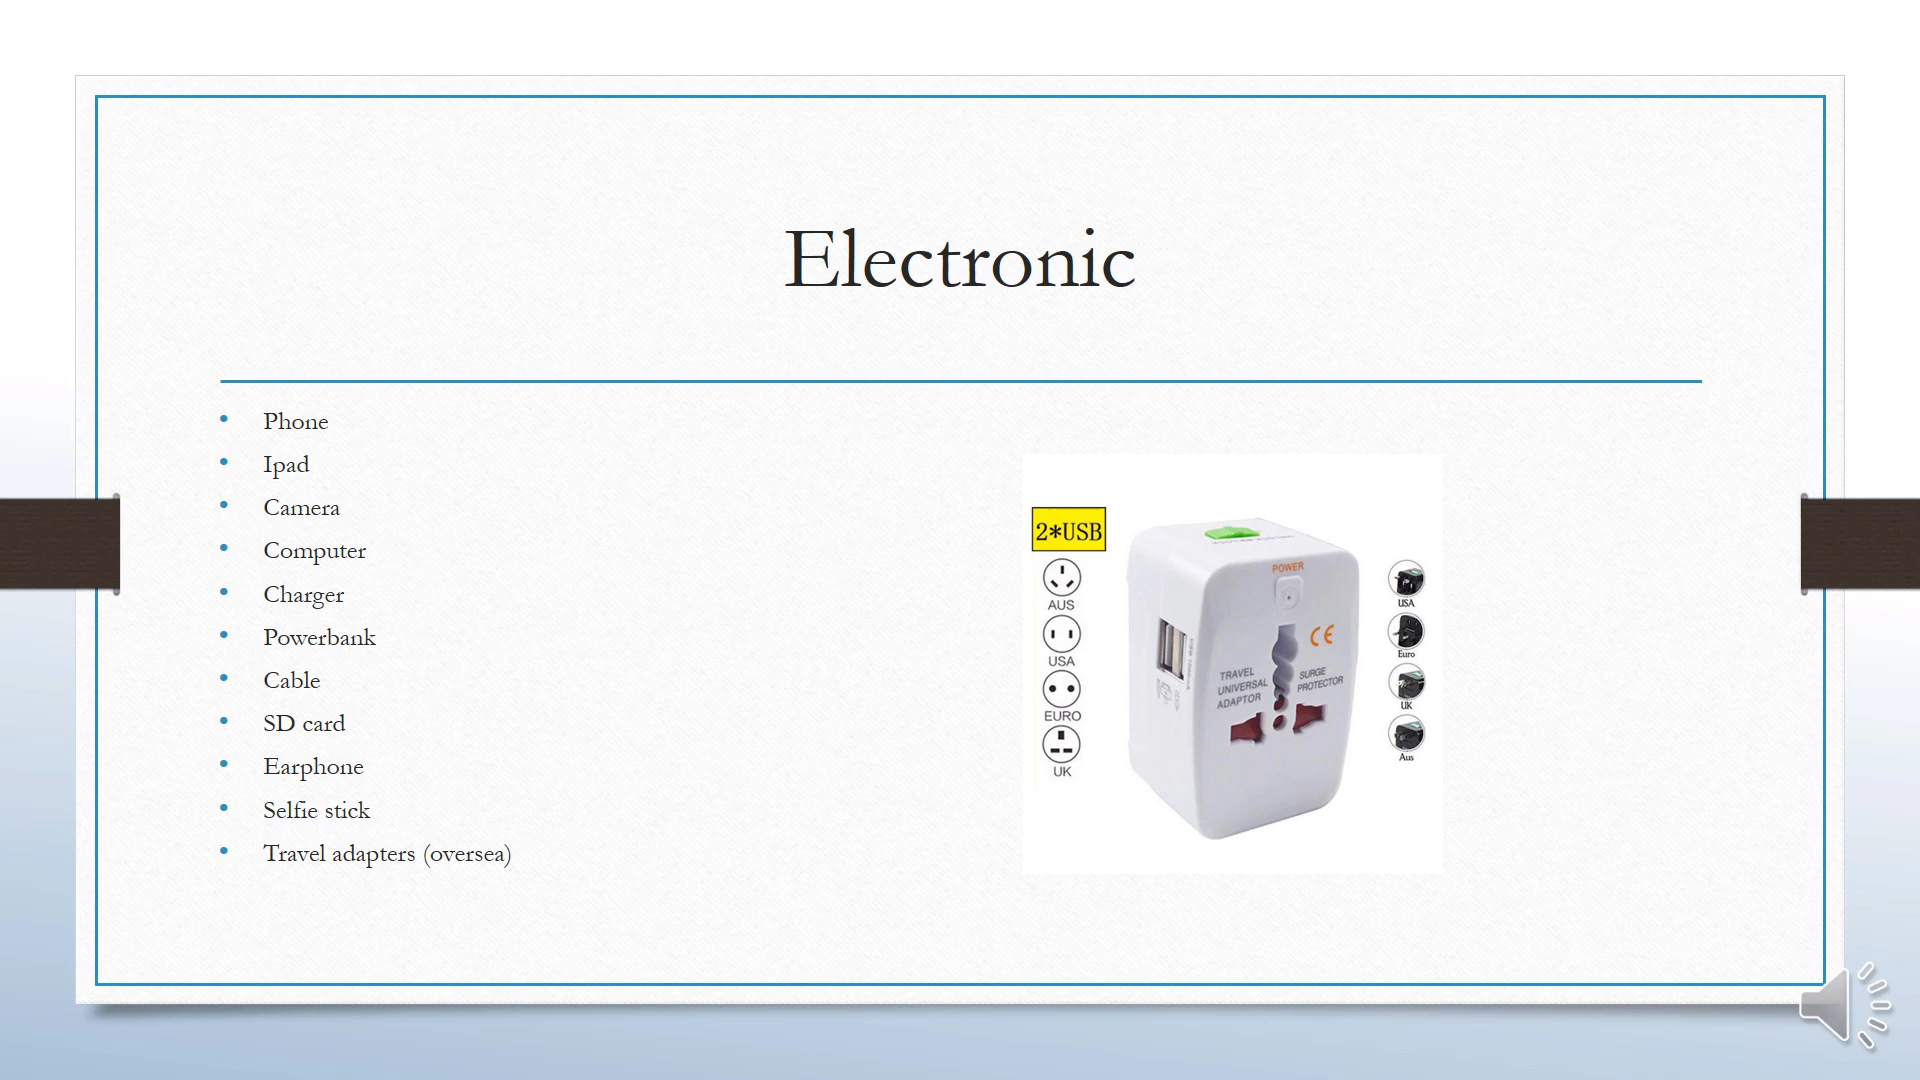 Electronic
Phone
Ipad
Camera
Computer
Charger
Powerbank
Cable
SD card
Earphone
Selfie stick
Travel adapters (oversea)
2*USB
AUS
USA
EURO
UK
POWER
CE
TRAVEL
UNIVERSAL
ADAPTOR
SURGE
PROTECTOR
USA
Euro
UK
Aus